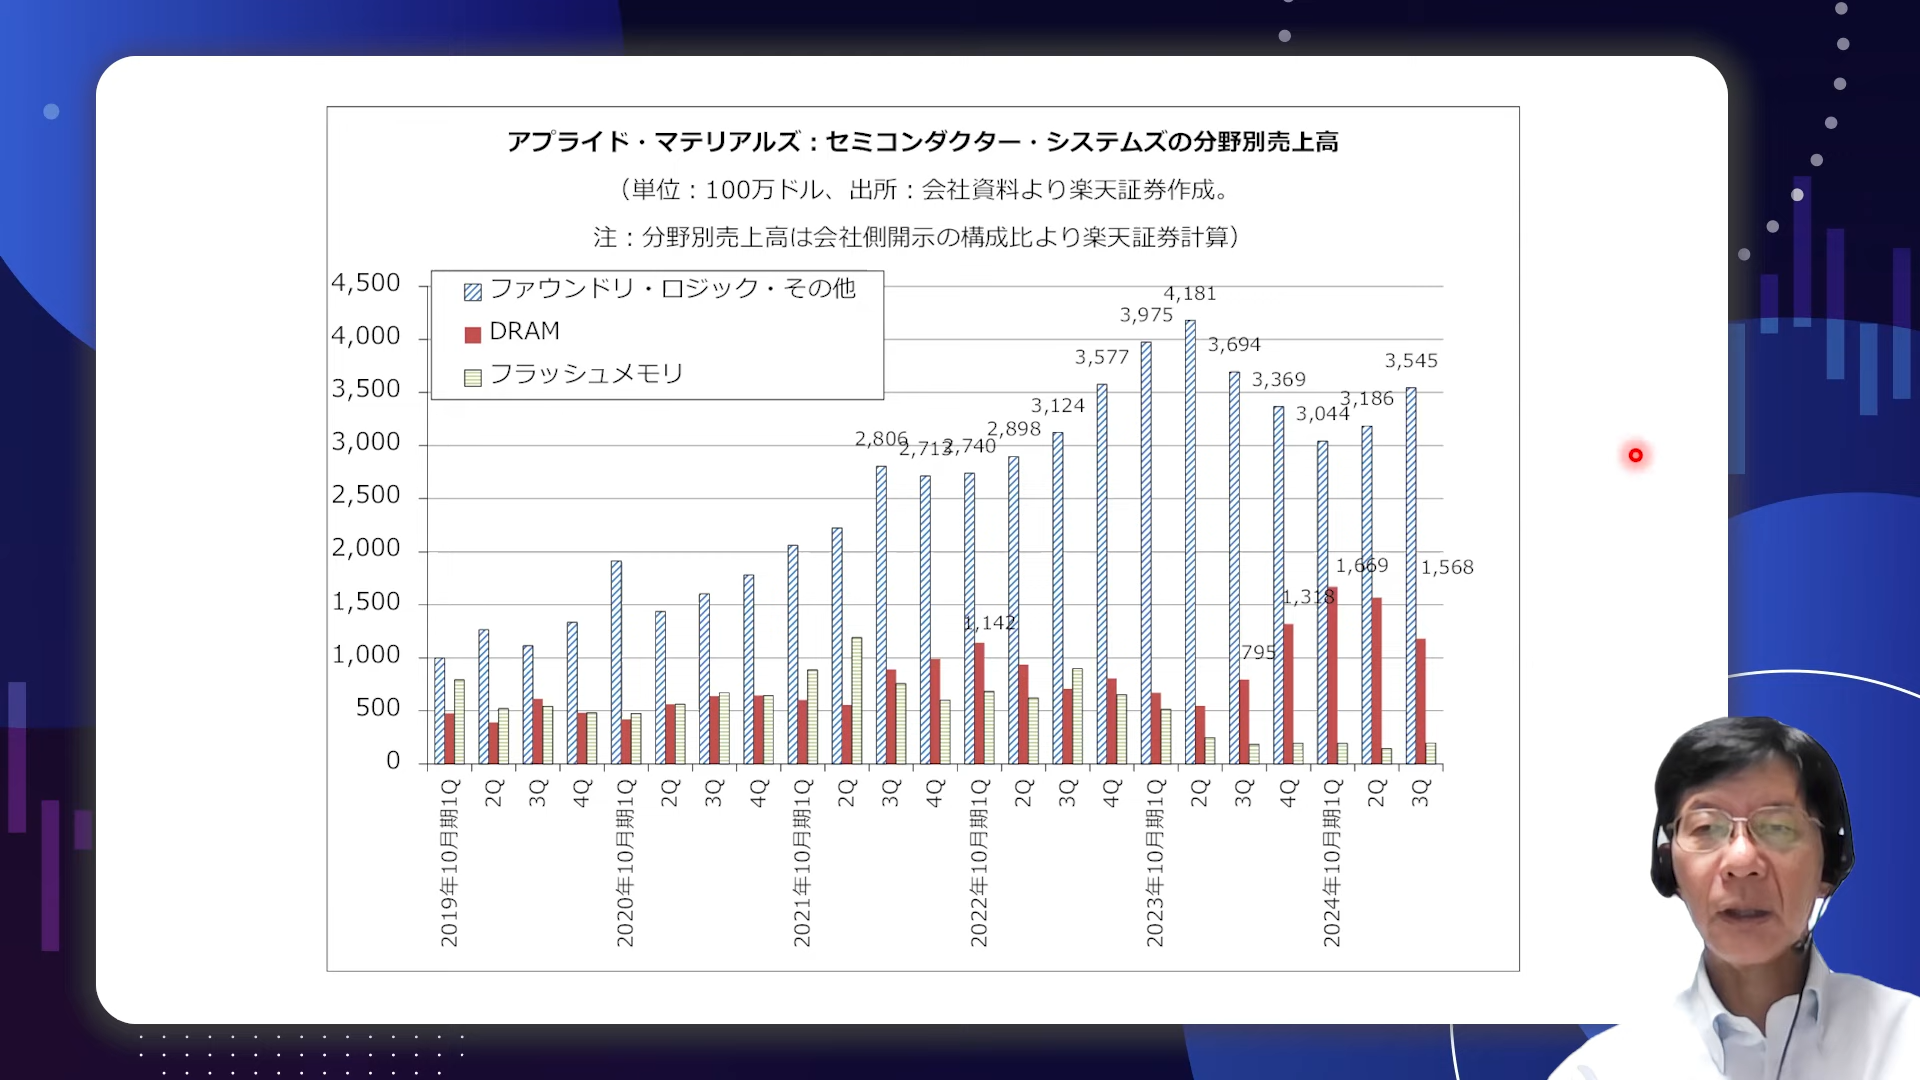 アプライド・マテリアルズ：セミコンダクター・システムズの分野別売上高
（単位：100万ドル、出所：会社資料より楽天証券作成。
注：分野別売上高は会社側開示の構成比より楽天証券計算）
ファウンドリ・ロジック・その他
DRAM
フラッシュメモリ
4,500
4,000
3,500
3,000
2,500
2,000
1,500
1,000
500
0
2,806
2,713
2,740
2,898
3,124
3,577
3,975
4,181
3,694
3,369
3,044
3,186
3,545
1,142
795
1,318
1,669
1,568
2019年10月期1Q
2Q
3Q
4Q
2020年10月期1Q
2Q
3Q
4Q
2021年10月期1Q
2Q
3Q
4Q
2022年10月期1Q
2Q
3Q
4Q
2023年10月期1Q
2Q
3Q
4Q
2024年10月期1Q
2Q
3Q